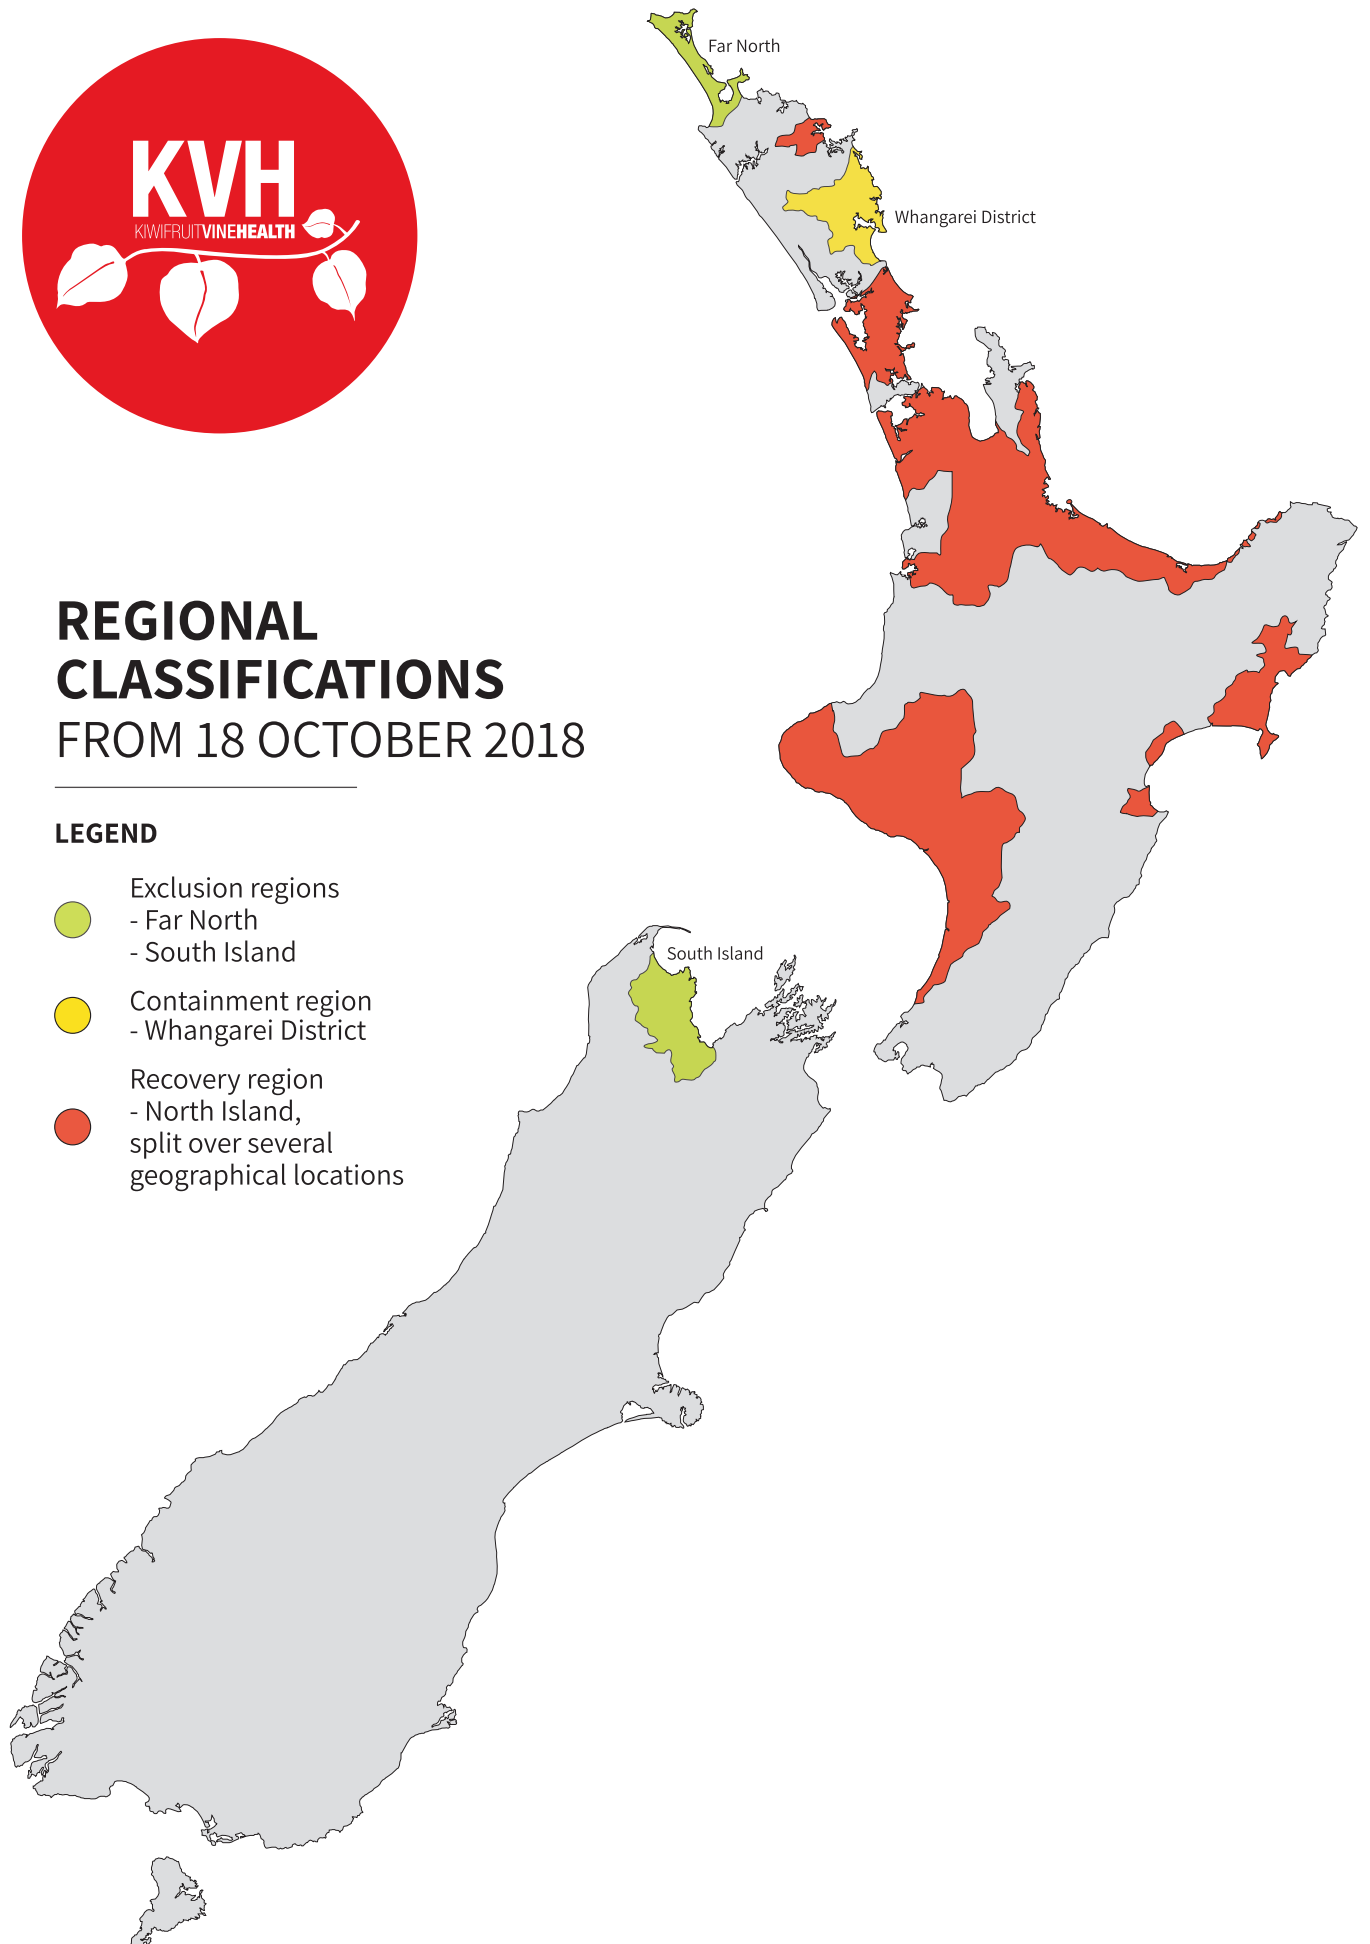 KVH
KIWIFRUITVINEHEALTH
Far North
Whangarei District
REGIONAL
CLASSIFICATIONS
FROM 18 OCTOBER 2018
LEGEND
Exclusion regions
- Far North
- South Island
Containment region
- Whangarei District
Recovery region
- North Island,
split over several
geographical locations
South Island